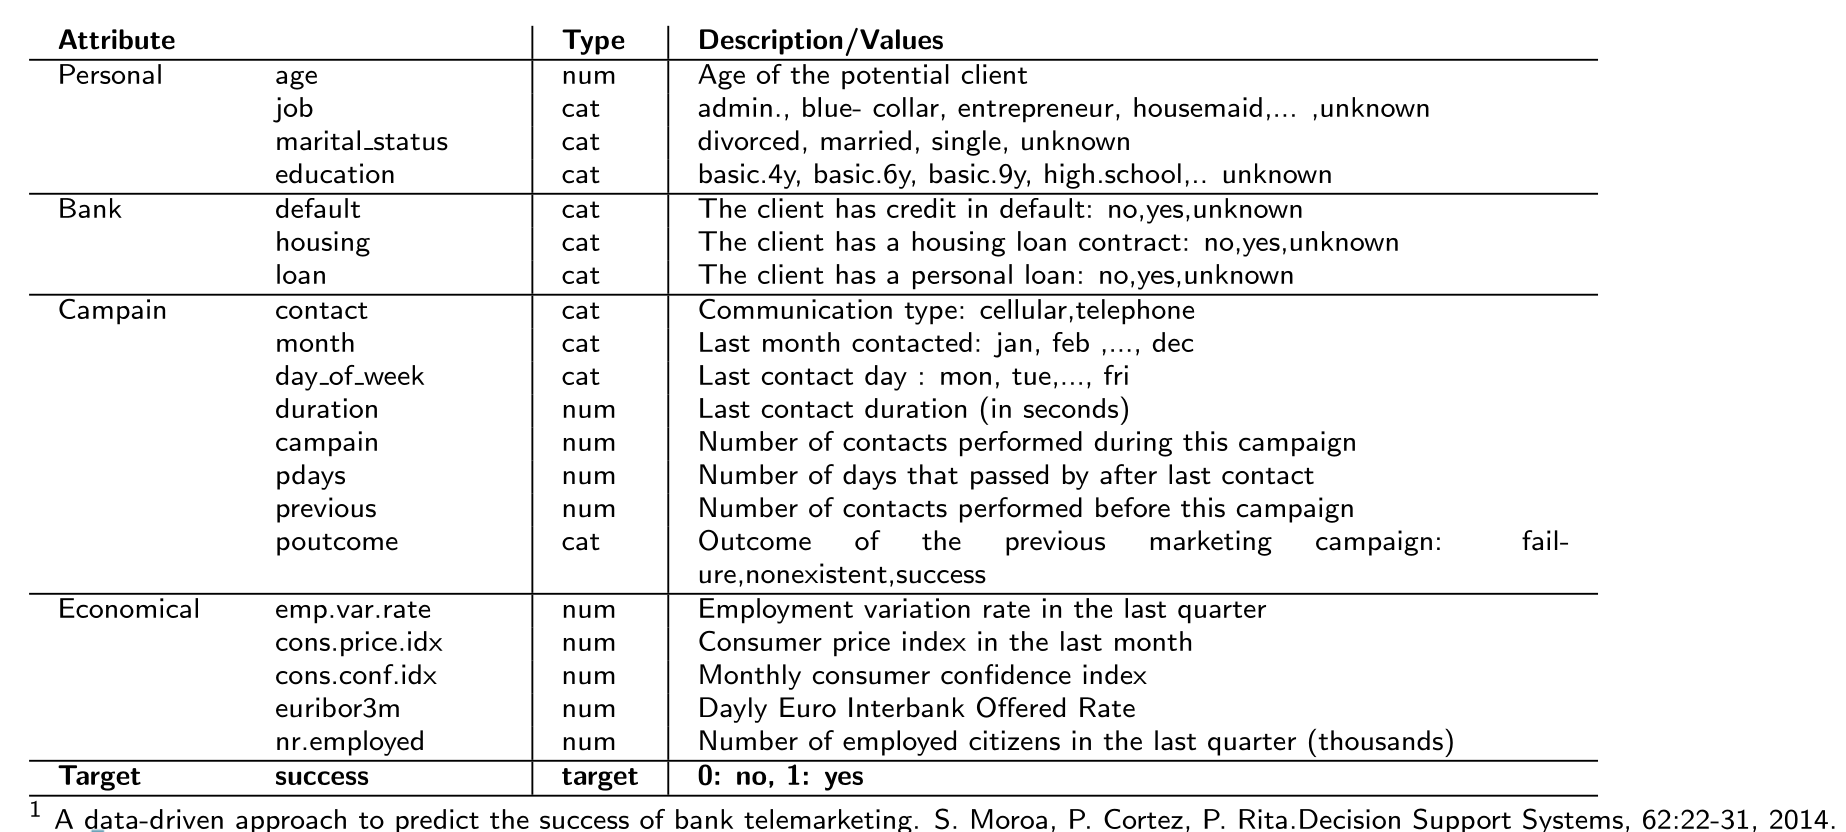 Attribute Type Description/Values
Personal age num Age of the potential client
job cat admin., blue- collar, entrepreneur, housemaid,... ,unknown
marital_status cat divorced, married, single, unknown
education cat basic.4y, basic.6y, basic.9y, high.school,.. unknown
Bank default cat The client has credit in default: no,yes,unknown
housing cat The client has a housing loan contract: no,yes,unknown
loan cat The client has a personal loan: no,yes,unknown
Campain contact cat Communication type: cellular,telephone
month cat Last month contacted: jan, feb ,..., dec
day_of_week cat Last contact day : mon, tue,..., fri
duration num Last contact duration (in seconds)
campain num Number of contacts performed during this campaign
pdays num Number of days that passed by after last contact
previous num Number of contacts performed before this campaign
poutcome cat Outcome of the previous marketing campaign: fail-
ure,nonexistent,success
Economical emp.var.rate num Employment variation rate in the last quarter
cons.price.idx num Consumer price index in the last month
cons.conf.idx num Monthly consumer confidence index
euribor3m num Dayly Euro Interbank Offered Rate
nr.employed num Number of employed citizens in the last quarter (thousands)
Target success target 0: no, 1: yes
1 A data-driven approach to predict the success of bank telemarketing. S. Moroa, P. Cortez, P. Rita.Decision Support Systems, 62:22-31, 2014.